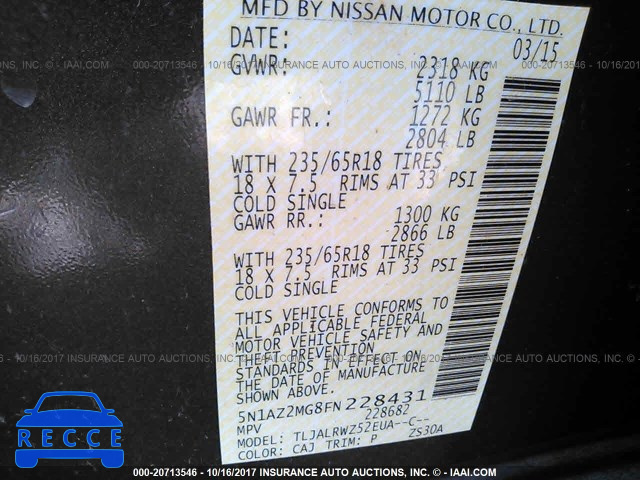 MFD BY NISSAN MOTOR CO., LTD.
DATE: 03/15
GVWR: 2318 KG
5110 LB
GAWR FR.: 1272 KG
2804 LB
WITH 235/65R18 TIRES
18 X 7.5 RIMS AT 33 PSI
COLD SINGLE
GAWR RR.: 1300 KG
2866 LB
WITH 235/65R18 TIRES
18 X 7.5 RIMS AT 33 PSI
COLD SINGLE
THIS VEHICLE CONFORMS TO
ALL APPLICABLE FEDERAL
MOTOR VEHICLE SAFETY AND
THEFT PREVENTION
STANDARDS IN EFFECT ON
THE DATE OF MANUFACTURE
SHOWN ABOVE.
5N1AZ2MG8FN228431
MPV 228682
MODEL: TLJALRWZ52EUA--C--
COLOR: CAJ TRIM: P ZS30A
000-20713546 - 10/16/2017 INSURANCE AUTO AUCTIONS, INC. - © IAAI.COM